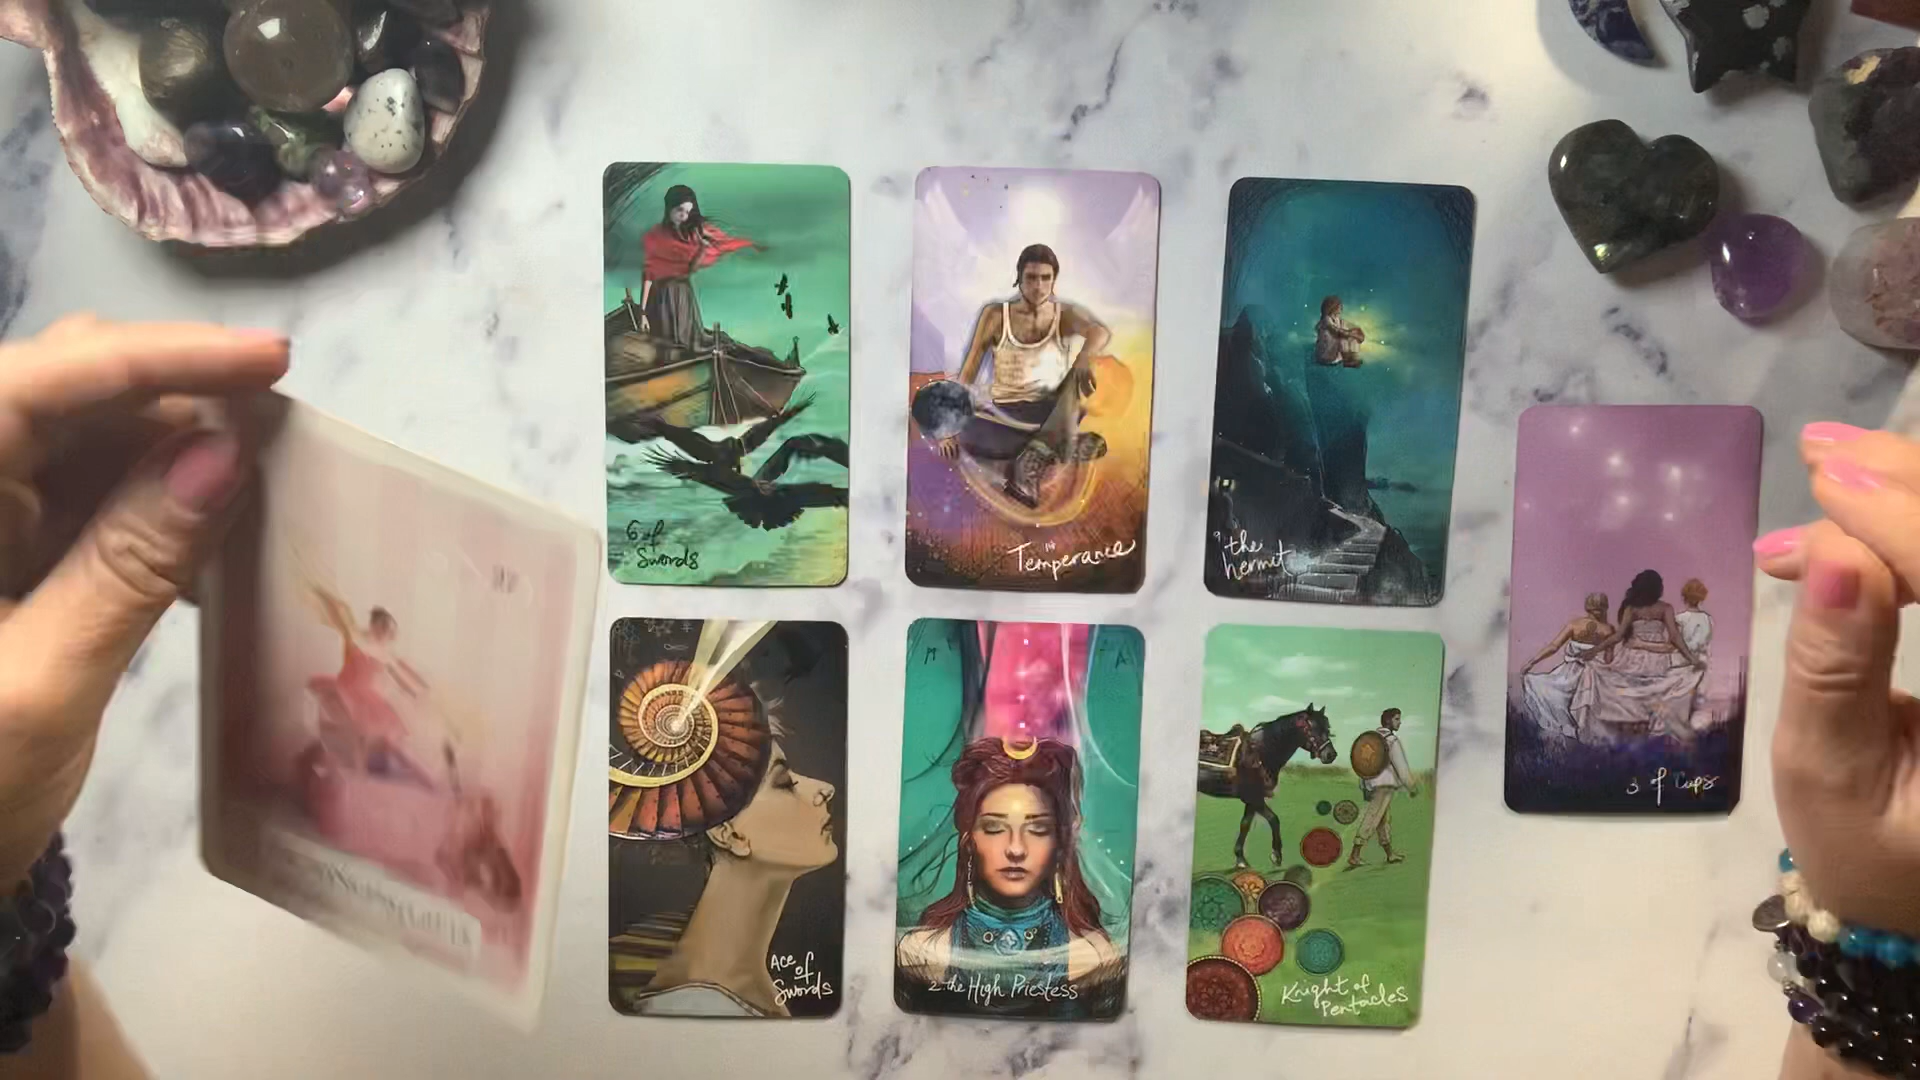 6 of
Swords
14
Temperance
9
the
hermit
Ace
of
Swords
2. the High Priestess
Knight of
Pentacles
3 of Cups